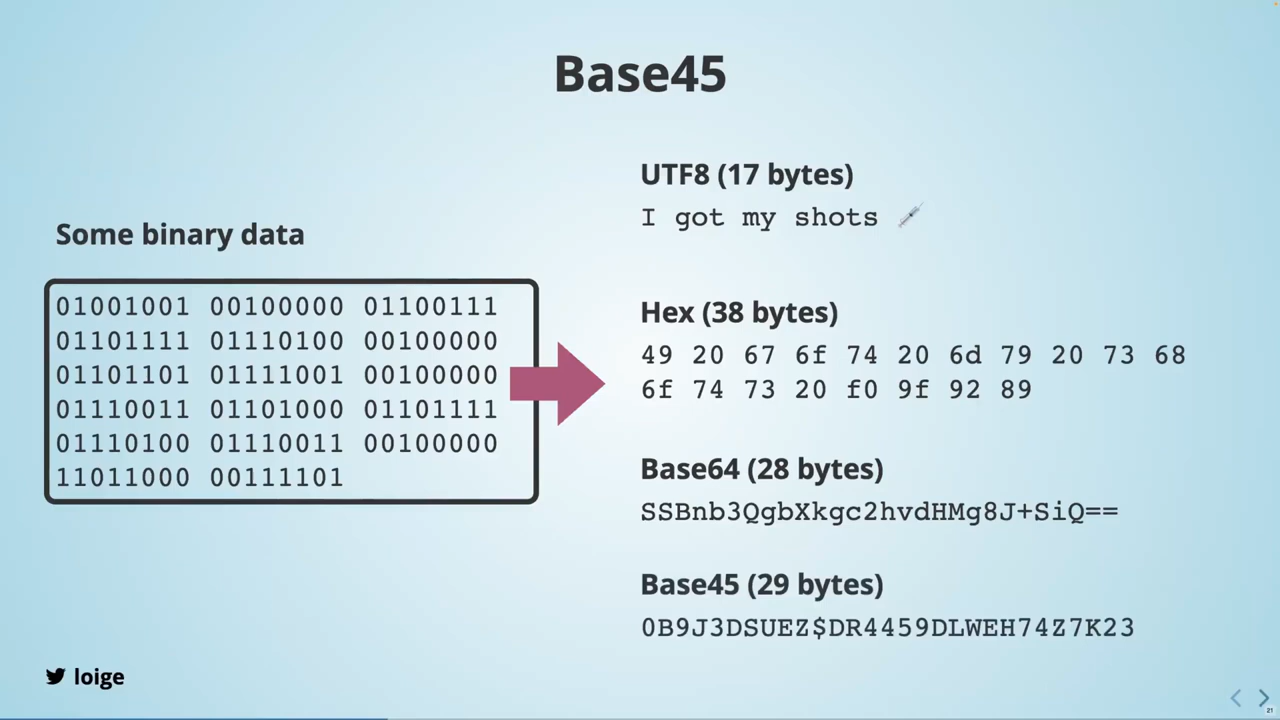 Base45
Some binary data
01001001 00100000 01100111
01101111 01110100 00100000
01101101 01111001 00100000
01110011 01101000 01101111
01110100 01110011 00100000
11011000 00111101
UTF8 (17 bytes)
I got my shots 💉
Hex (38 bytes)
49 20 67 6f 74 20 6d 79 20 73 68
6f 74 73 20 f0 9f 92 89
Base64 (28 bytes)
SSBnb3QgbXkgc2hvdHMg8J+SiQ==
Base45 (29 bytes)
0B9J3DSUEZ$DR4459DLWEH74Z7K23
loige
21